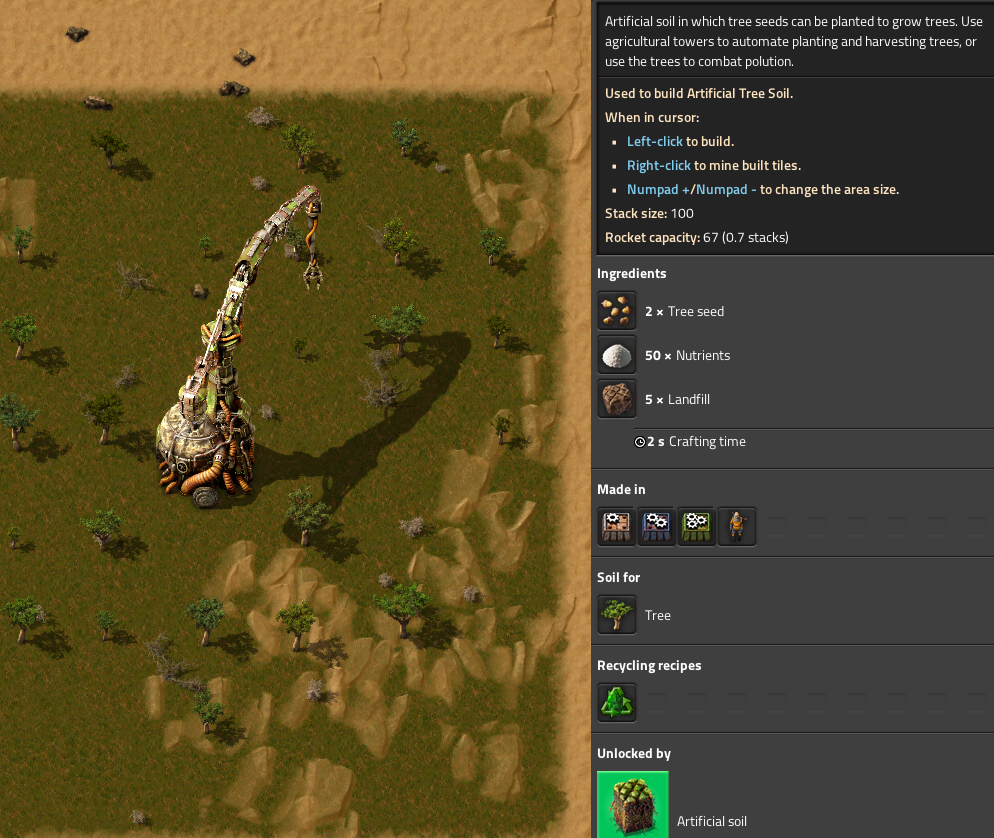 Artificial soil in which tree seeds can be planted to grow trees. Use
agricultural towers to automate planting and harvesting trees, or
use the trees to combat polution.
Used to build Artificial Tree Soil.
When in cursor:
▪ Left-click to build.
▪ Right-click to mine built tiles.
▪ Numpad +/Numpad - to change the area size.
Stack size: 100
Rocket capacity: 67 (0.7 stacks)
Ingredients
2 × Tree seed
50 × Nutrients
5 × Landfill
2 s Crafting time
Made in
Soil for
Tree
Recycling recipes
Unlocked by
Artificial soil